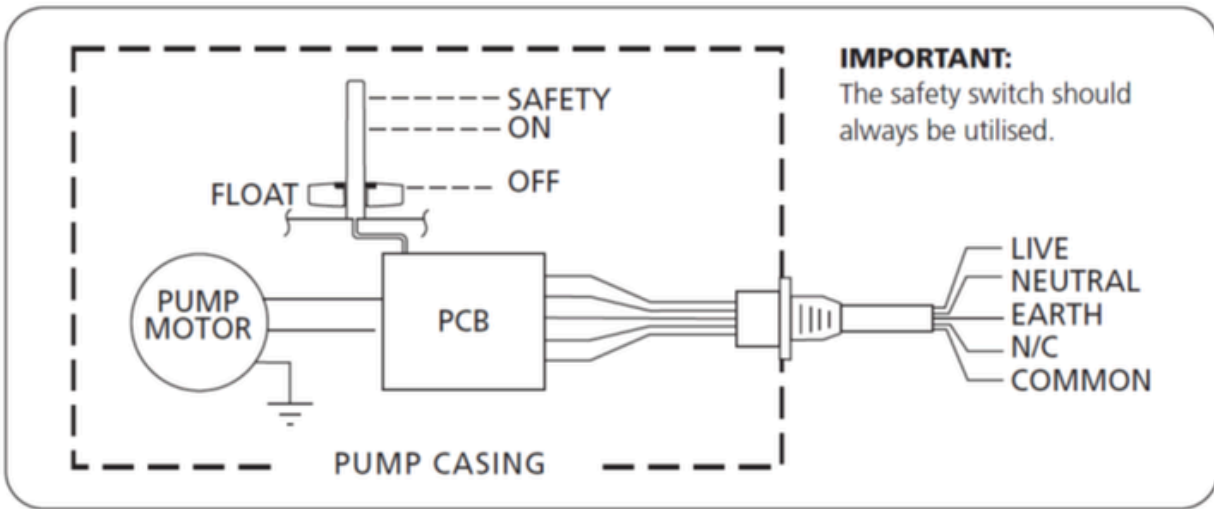 IMPORTANT:
The safety switch should
always be utilised.
SAFETY
ON
OFF
FLOAT
PUMP
MOTOR
PCB
LIVE
NEUTRAL
EARTH
N/C
COMMON
PUMP CASING